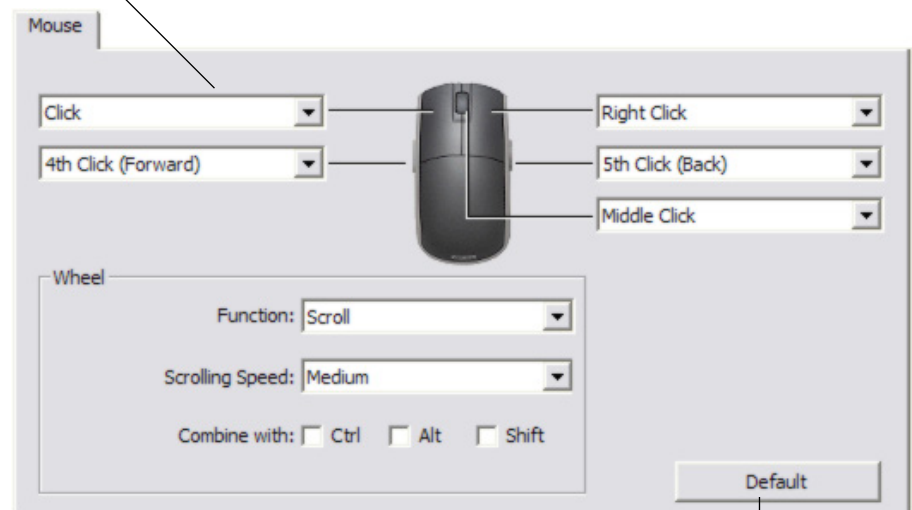 Mouse
Click
Right Click
4th Click (Forward)
5th Click (Back)
Middle Click
Wheel
Function: Scroll
Scrolling Speed: Medium
Combine with: Ctrl Alt Shift
Default